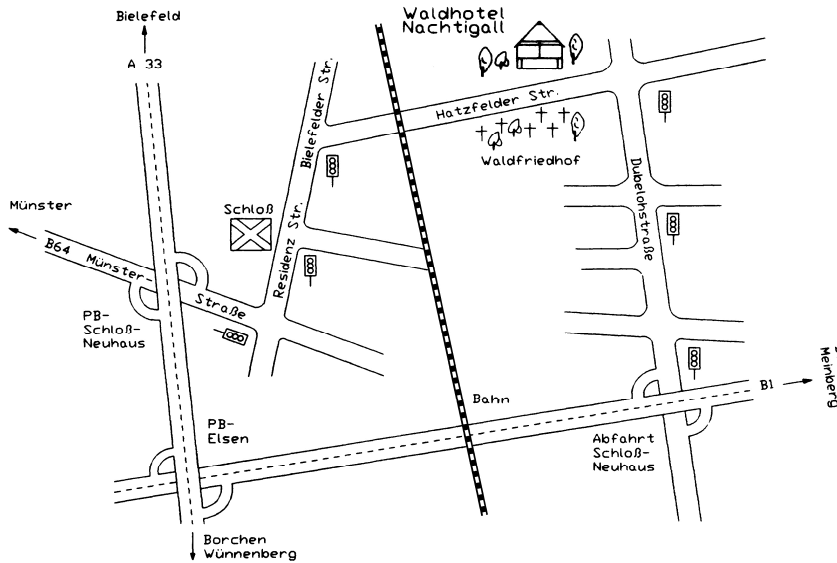 Waldhotel
Nachtigall
Bielefeld
A 33
Bielefelder Str.
Hatzfelder Str.
Waldfriedhof
Dubelohstraße
Münster
Schloß
Residenz Str.
B64 Münster-
Straße
PB-
Schloß-
Neuhaus
B1
Meinberg
Bahn
PB-
Elsen
Abfahrt
Schloß-
Neuhaus
Borchen
Wünnenberg